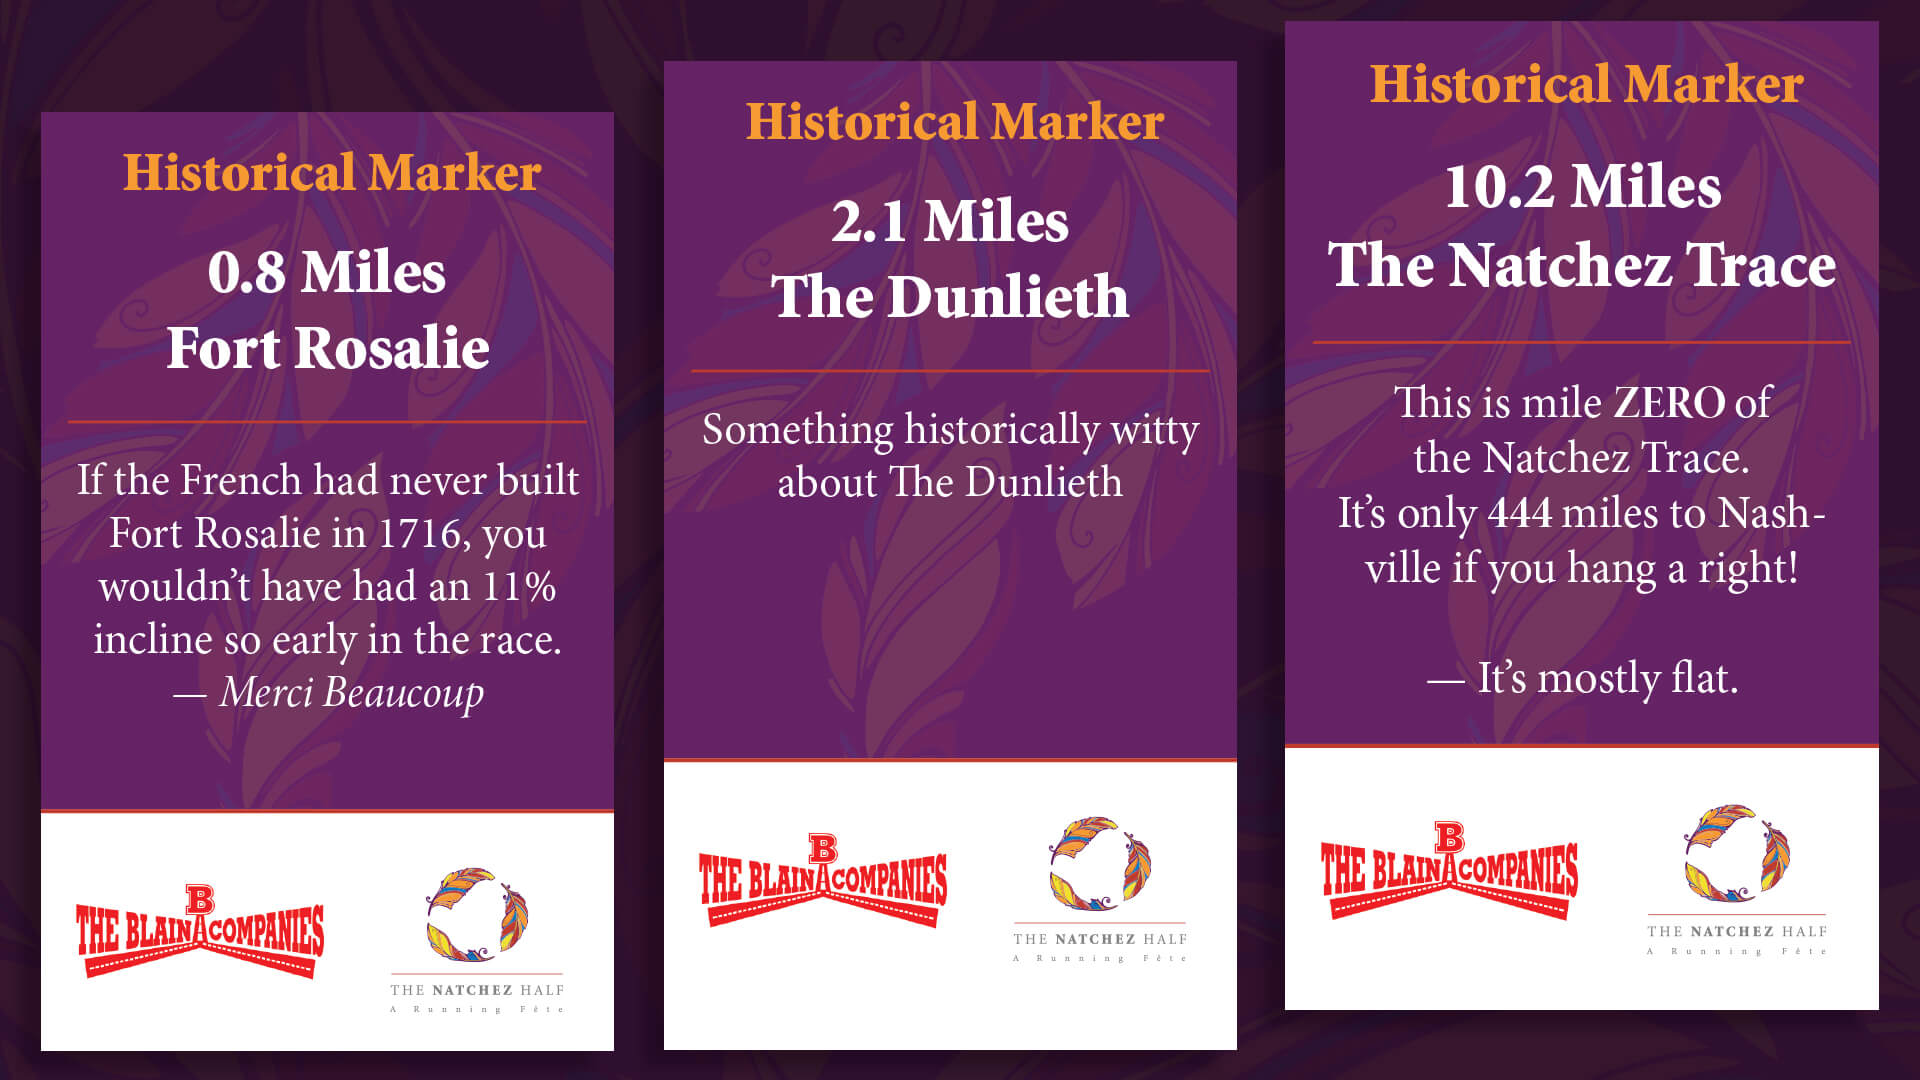 Historical Marker
0.8 Miles
Fort Rosalie
If the French had never built
Fort Rosalie in 1716, you
wouldn’t have had an 11%
incline so early in the race.
— Merci Beaucoup
B
THE BLAIN COMPANIES
THE NATCHEZ HALF
A Running Fête
Historical Marker
2.1 Miles
The Dunlieth
Something historically witty
about The Dunlieth
B
THE BLAIN COMPANIES
THE NATCHEZ HALF
A Running Fête
Historical Marker
10.2 Miles
The Natchez Trace
This is mile ZERO of
the Natchez Trace.
It’s only 444 miles to Nash-
ville if you hang a right!
— It’s mostly flat.
B
THE BLAIN COMPANIES
THE NATCHEZ HALF
A Running Fête